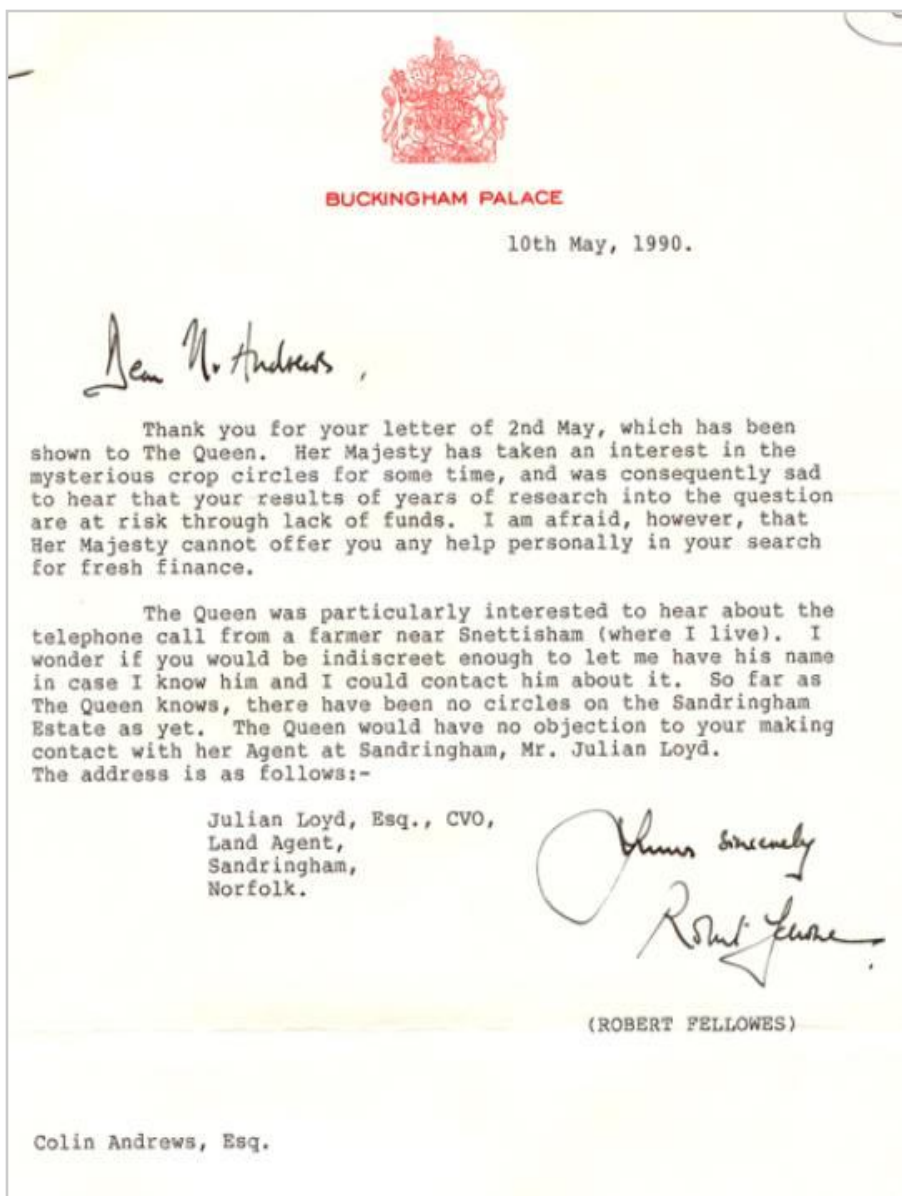 BUCKINGHAM PALACE
10th May, 1990.
Dear Mr. Andrews,
Thank you for your letter of 2nd May, which has been
shown to The Queen. Her Majesty has taken an interest in the
mysterious crop circles for some time, and was consequently sad
to hear that your results of years of research into the question
are at risk through lack of funds. I am afraid, however, that
Her Majesty cannot offer you any help personally in your search
for fresh finance.
The Queen was particularly interested to hear about the
telephone call from a farmer near Snettisham (where I live). I
wonder if you would be indiscreet enough to let me have his name
in case I know him and I could contact him about it. So far as
The Queen knows, there have been no circles on the Sandringham
Estate as yet. The Queen would have no objection to your making
contact with her Agent at Sandringham, Mr. Julian Loyd.
The address is as follows:-
Julian Loyd, Esq., CVO,
Land Agent,
Sandringham,
Norfolk.
Yours sincerely
Robert Fellowes.
(ROBERT FELLOWES)
Colin Andrews, Esq.